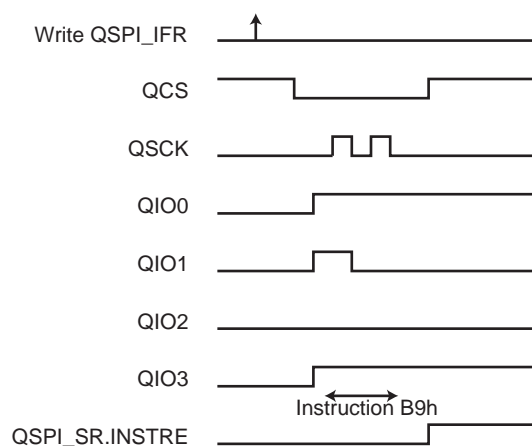 Write QSPI_IFR
QCS
QSCK
QIO0
QIO1
QIO2
QIO3
Instruction B9h
QSPI_SR.INSTRE